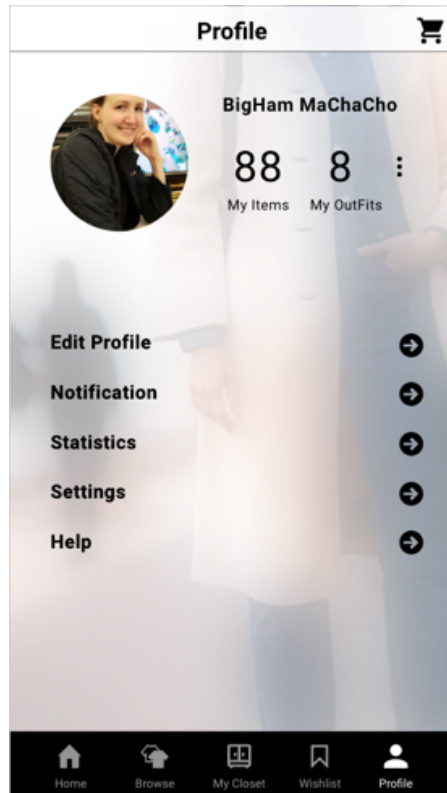 Profile
BigHam MaChaCho
88 8
My Items My OutFits
Edit Profile
Notification
Statistics
Settings
Help
Home Browse My Closet Wishlist Profile